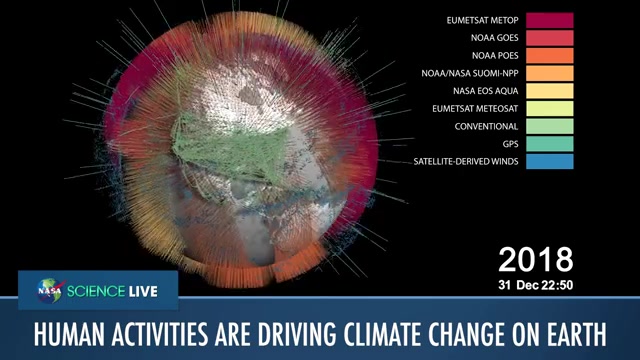 EUMETSAT METOP
NOAA GOES
NOAA POES
NOAA/NASA SUOMI-NPP
NASA EOS AQUA
EUMETSAT METEOSAT
CONVENTIONAL
GPS
SATELLITE-DERIVED WINDS
2018
31 Dec 22:50
NASA SCIENCE LIVE
HUMAN ACTIVITIES ARE DRIVING CLIMATE CHANGE ON EARTH